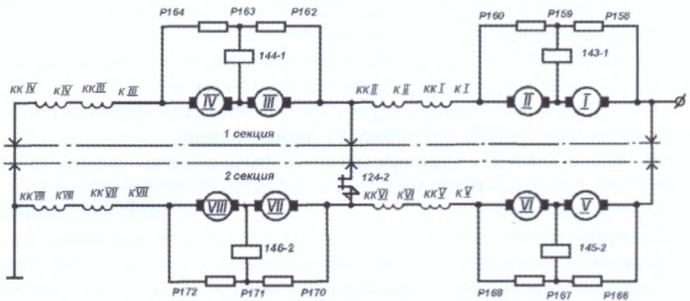 P164 P163 P162 P160 P159 P158
144-1 143-1
KK IV K IV KK III K III IV III KK II K II KK I K I II I
1 секция
2 секция 124-2
KK VIII K VIII KK VII K VII VIII VII KK VI K VI KK V K V VI V
146-2 145-2
P172 P171 P170 P168 P167 P166